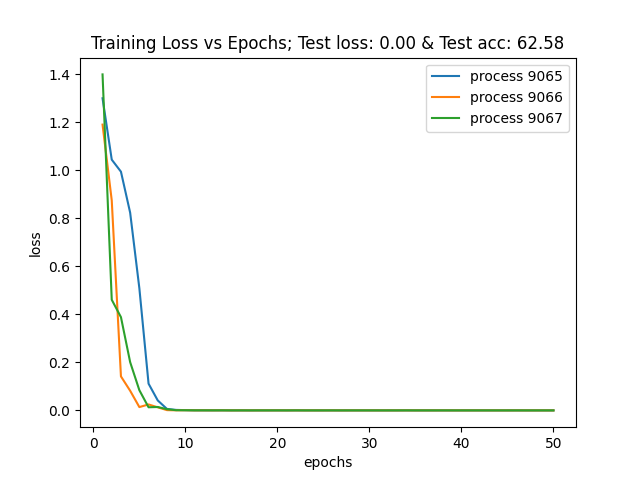 Training Loss vs Epochs; Test loss: 0.00 & Test acc: 62.58
process 9065
process 9066
process 9067
1.4
1.2
1.0
0.8
0.6
0.4
0.2
0.0
loss
0 10 20 30 40 50
epochs